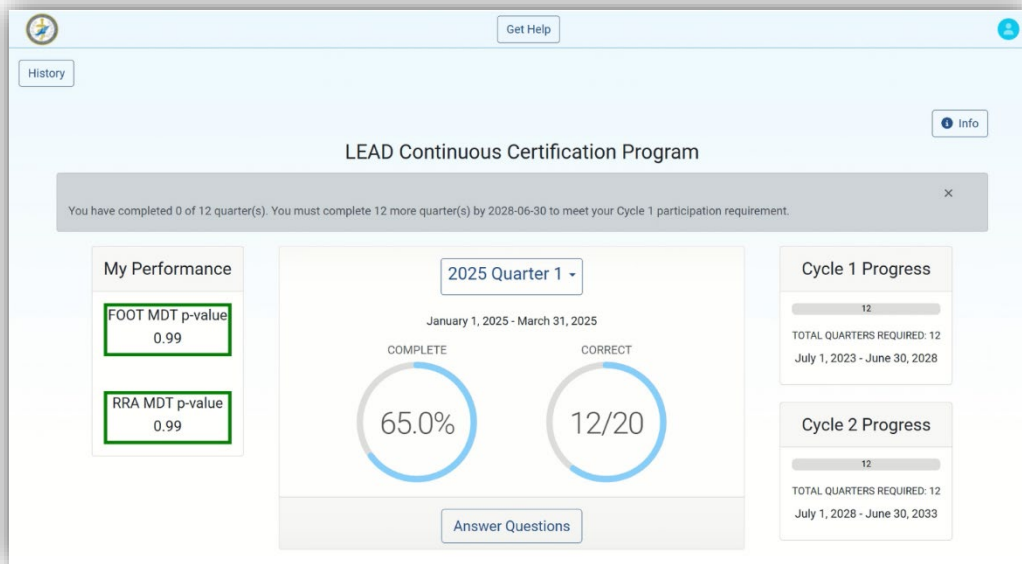 Get Help
History
Info
LEAD Continuous Certification Program
×
You have completed 0 of 12 quarter(s). You must complete 12 more quarter(s) by 2028-06-30 to meet your Cycle 1 participation requirement.
My Performance
FOOT MDT p-value
0.99
RRA MDT p-value
0.99
2025 Quarter 1
January 1, 2025 - March 31, 2025
COMPLETE
CORRECT
65.0%
12/20
Answer Questions
Cycle 1 Progress
12
TOTAL QUARTERS REQUIRED: 12
July 1, 2023 - June 30, 2028
Cycle 2 Progress
12
TOTAL QUARTERS REQUIRED: 12
July 1, 2028 - June 30, 2033